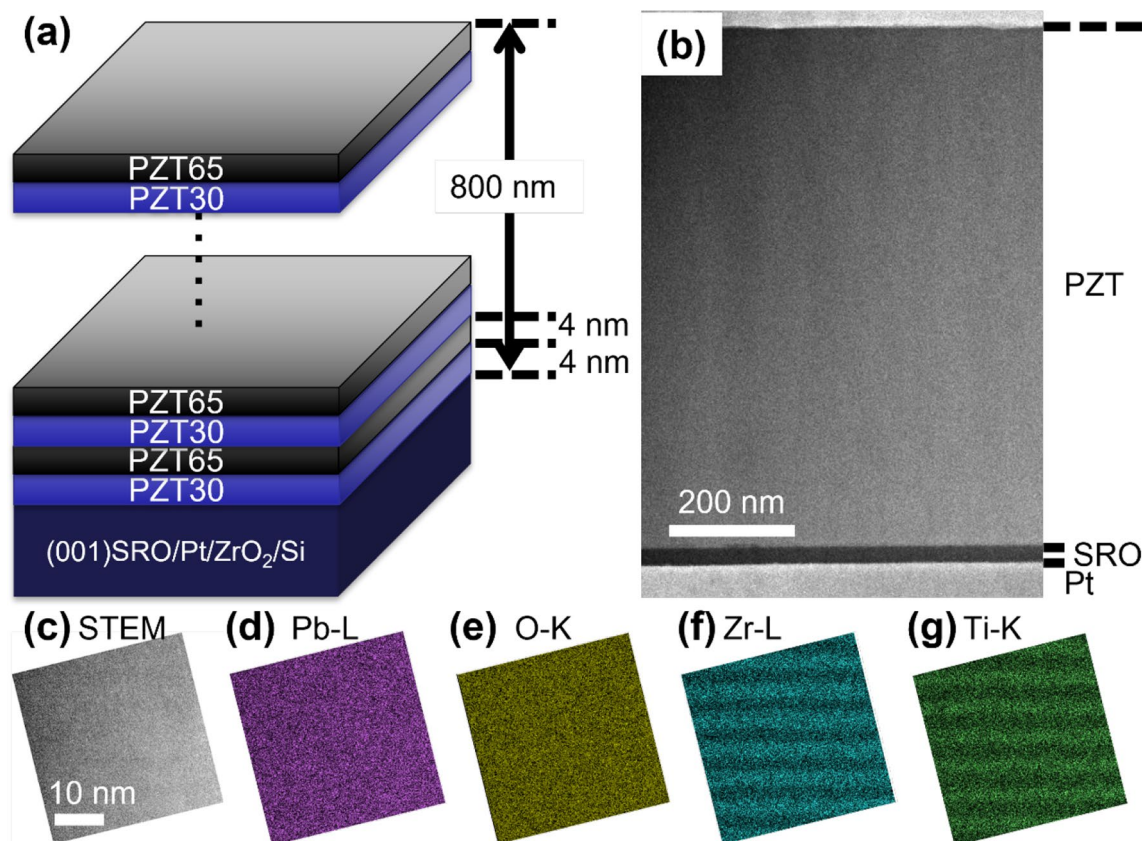 (a)
PZT65
PZT30
800 nm
4 nm
4 nm
PZT65
PZT30
PZT65
PZT30
(001)SRO/Pt/ZrO₂/Si
(b)
PZT
200 nm
SRO
Pt
(c) STEM
10 nm
(d) Pb-L
(e) O-K
(f) Zr-L
(g) Ti-K